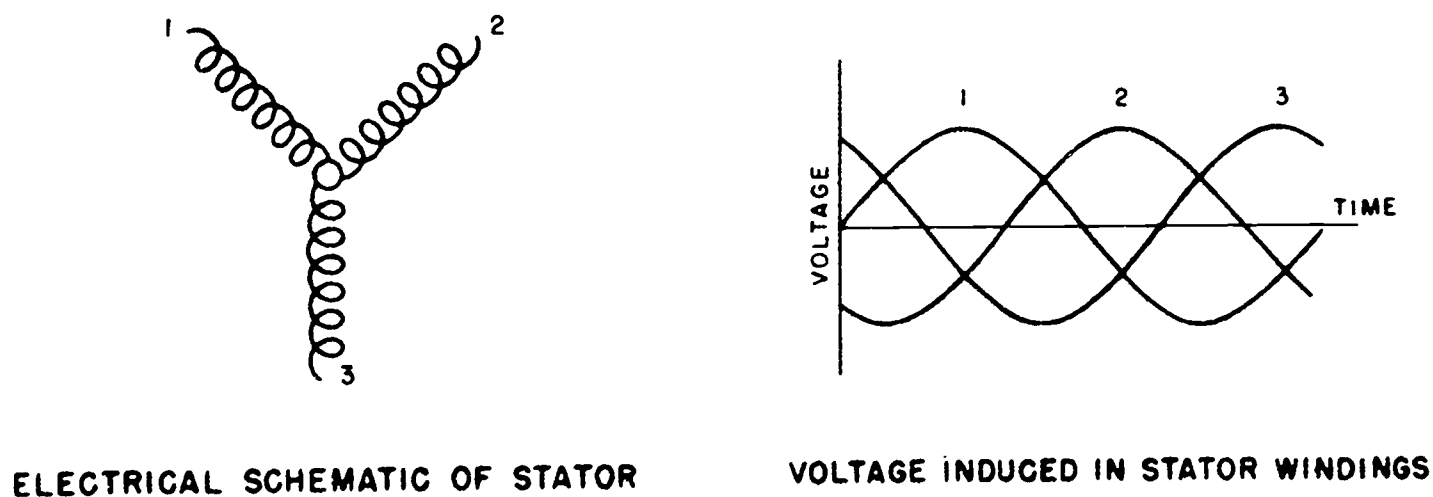 1
2
3
ELECTRICAL SCHEMATIC OF STATOR
1 2 3
VOLTAGE
TIME
VOLTAGE INDUCED IN STATOR WINDINGS